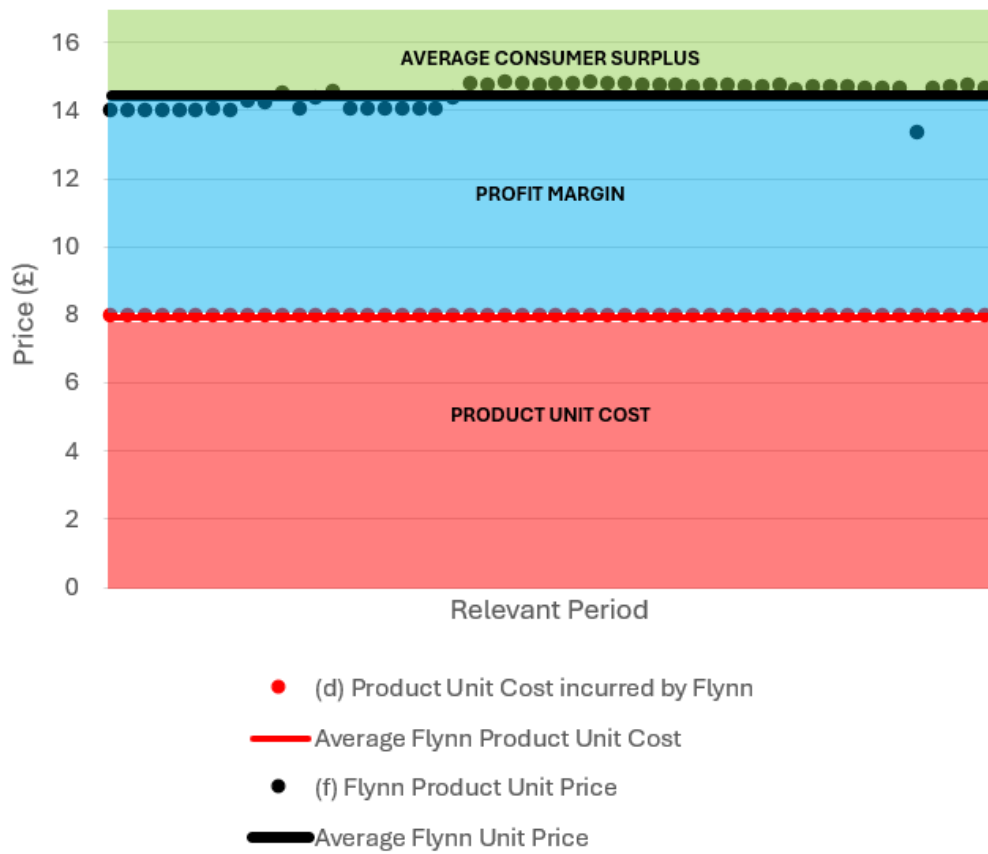 16
AVERAGE CONSUMER SURPLUS
14
12
PROFIT MARGIN
10
Price (£)
8
6
PRODUCT UNIT COST
4
2
0
Relevant Period
(d) Product Unit Cost incurred by Flynn
Average Flynn Product Unit Cost
(f) Flynn Product Unit Price
Average Flynn Unit Price